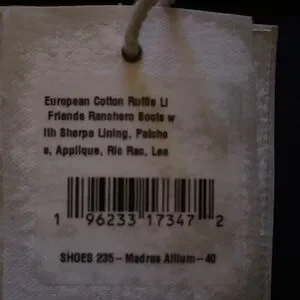 European Cotton Ruffle Li
Friends Ranchero Boots w
ith Sherpa Lining, Patche
s, Applique, Ric Rac, Lea
1 96233 17347 2
SHOES 235 - Madras Allium - 40